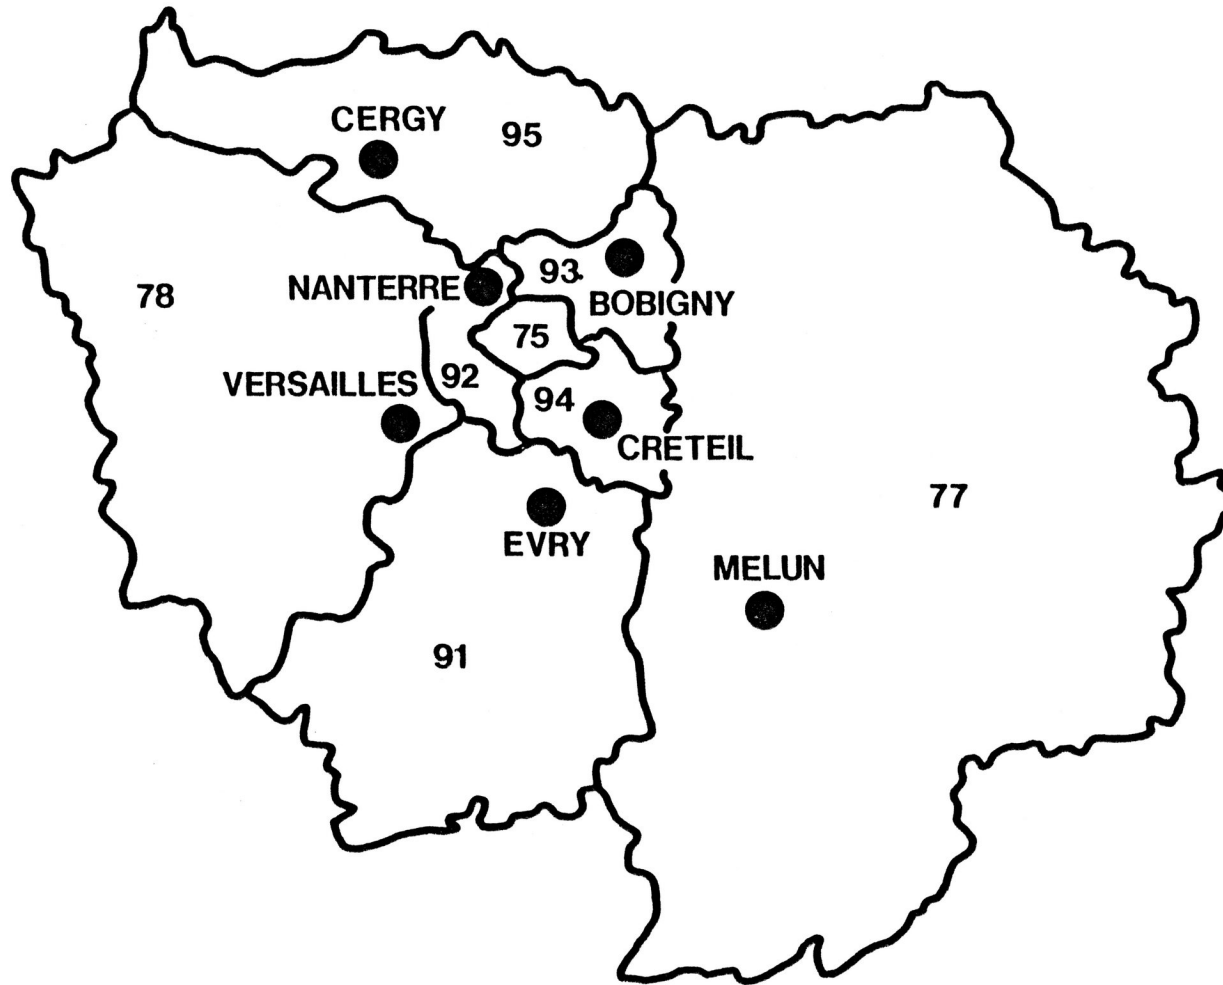 CERGY
95
93
NANTERRE
78
BOBIGNY
75
VERSAILLES
92
94
CRETEIL
77
EVRY
MELUN
91